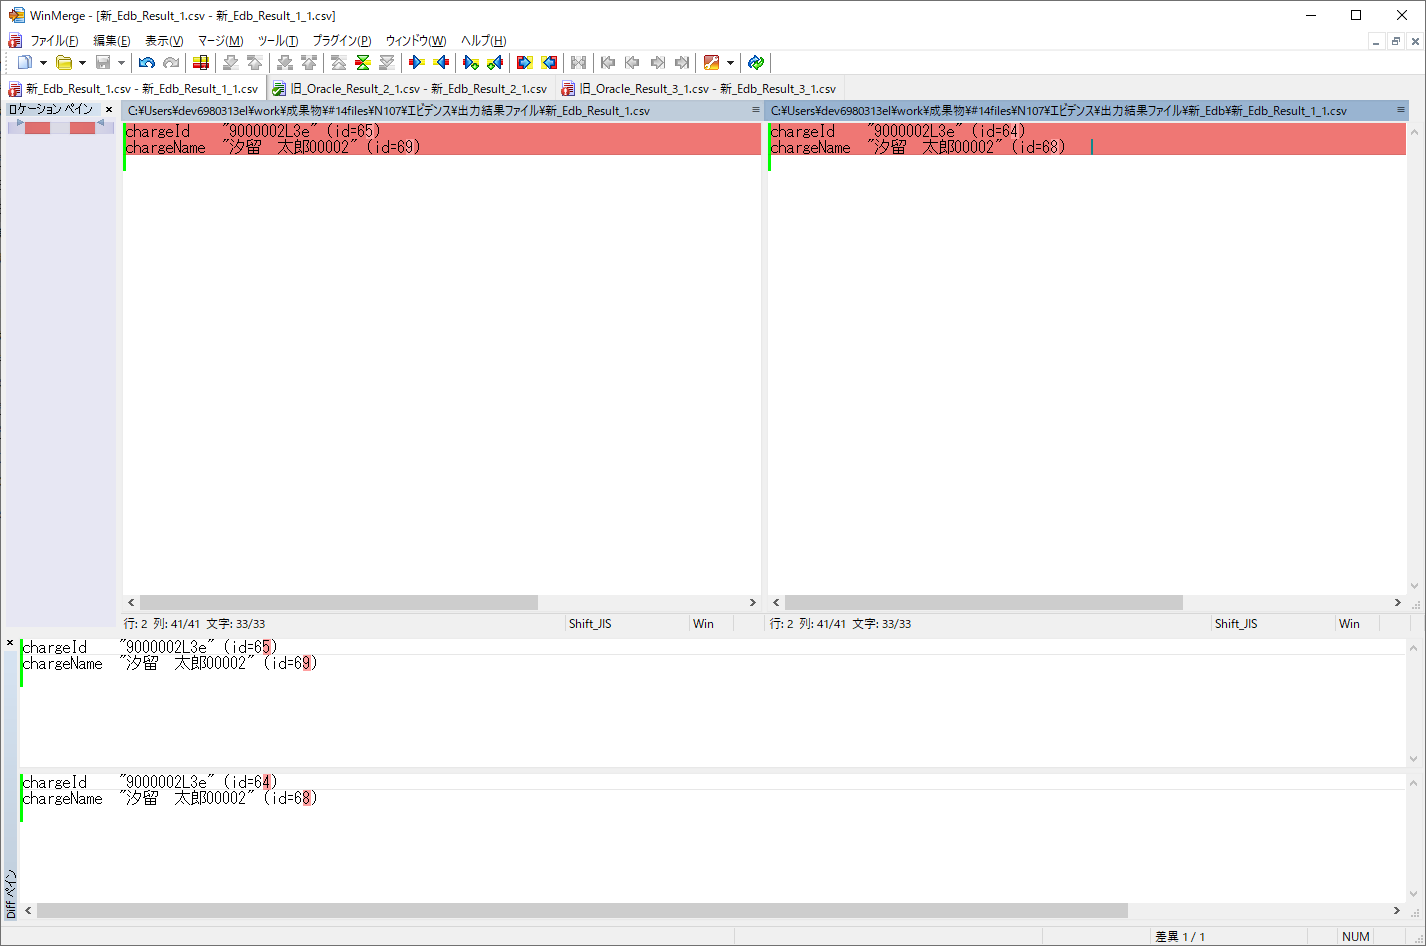 WinMerge - [新_Edb_Result_1.csv - 新_Edb_Result_1_1.csv]
ファイル(F) 編集(E) 表示(V) マージ(M) ツール(T) プラグイン(P) ウィンドウ(W) ヘルプ(H)
新_Edb_Result_1.csv - 新_Edb_Result_1_1.csv 旧_Oracle_Result_2_1.csv - 新_Edb_Result_2_1.csv 旧_Oracle_Result_3_1.csv - 新_Edb_Result_3_1.csv
ロケーション ペイン
C:¥Users¥dev6980313el¥work¥成果物¥#14files¥N107¥エビデンス¥出力結果ファイル¥新_Edb_Result_1.csv
C:¥Users¥dev6980313el¥work¥成果物¥#14files¥N107¥エビデンス¥出力結果ファイル¥新_Edb¥新_Edb_Result_1_1.csv
chargeId "9000002L3e" (id=65)
chargeName "汐留　太郎00002" (id=69)
chargeId "9000002L3e" (id=64)
chargeName "汐留　太郎00002" (id=68)
行: 2 列: 41/41 文字: 33/33 Shift_JIS Win
行: 2 列: 41/41 文字: 33/33 Shift_JIS Win
chargeId "9000002L3e" (id=65)
chargeName "汐留　太郎00002" (id=69)
chargeId "9000002L3e" (id=64)
chargeName "汐留　太郎00002" (id=68)
Diff ペイン
差異 1 / 1 NUM